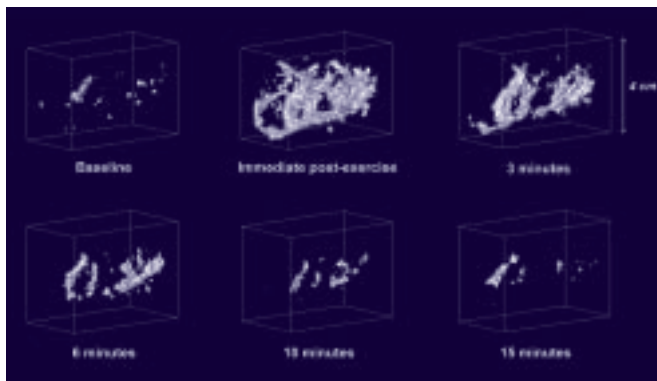 Baseline
Immediate post-exercise
3 minutes
4 cm
6 minutes
10 minutes
15 minutes